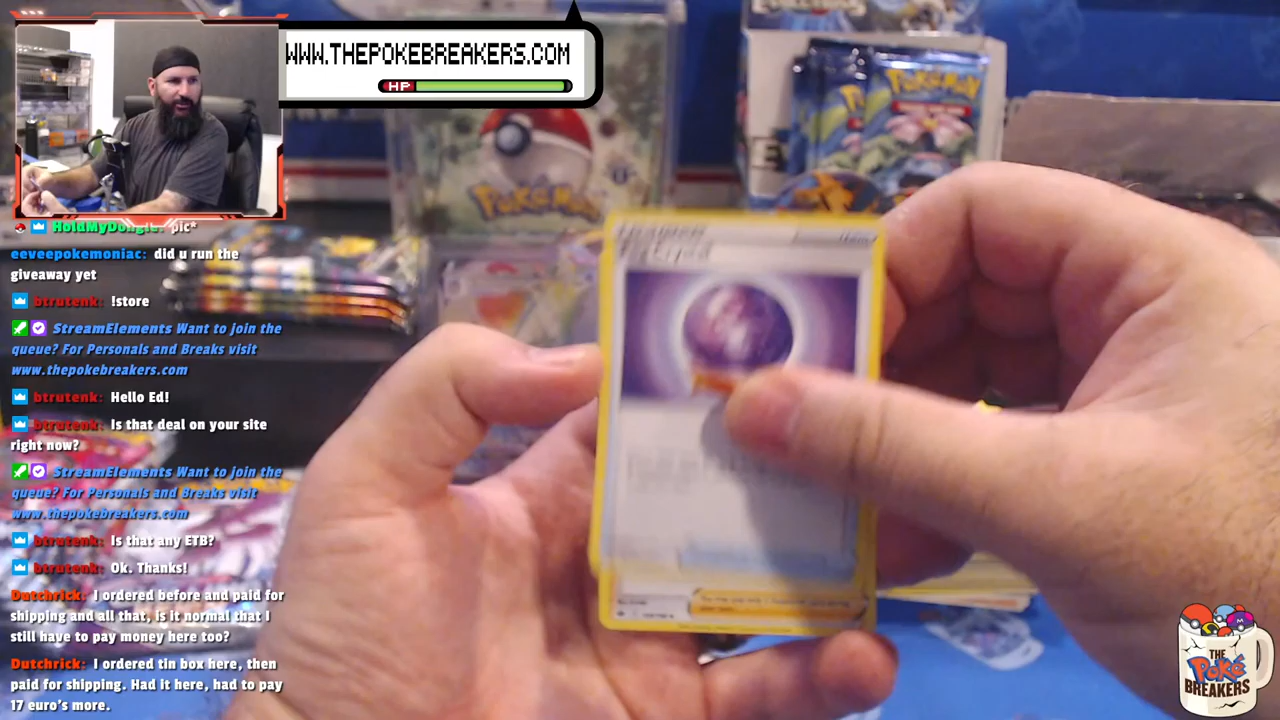 WWW.THEPOKEBREAKERS.COM
HP
Pokémon
Pokémon
HoldMyDongle: pic*
eeveepokemoniac: did u run the
giveaway yet
btrutenk: !store
StreamElements Want to join the
queue? For Personals and Breaks visit
www.thepokebreakers.com
btrutenk: Hello Ed!
btrutenk: Is that deal on your site
right now?
StreamElements Want to join the
queue? For Personals and Breaks visit
www.thepokebreakers.com
btrutenk: Is that any ETB?
btrutenk: Ok. Thanks!
Dutchrick: I ordered before and paid for
shipping and all that, is it normal that I
still have to pay money here too?
Dutchrick: I ordered tin box here, then
paid for shipping. Had it here, had to pay
17 euro's more.
THE
Poké
BREAKERS